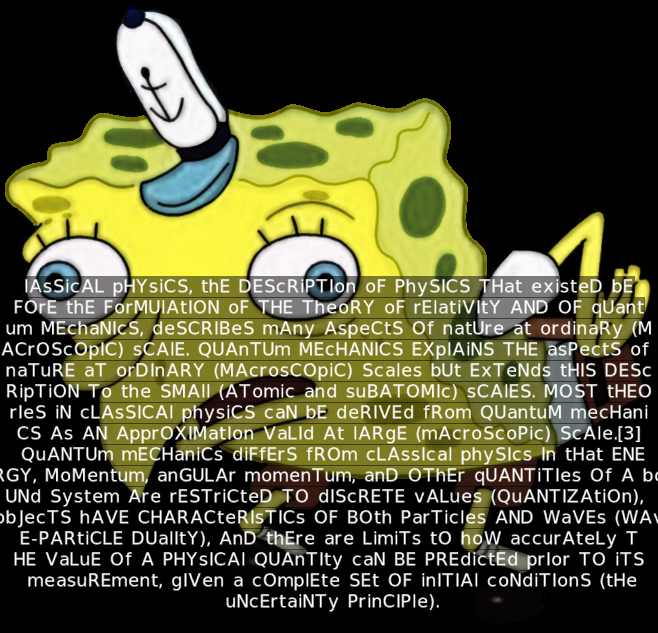 lAsSicAL pHYsiCS, thE DEScRiPTIon oF PhySICS THat existeD bEF
FOrE thE ForMUlAtION oF THE TheoRY oF rElatiVItY AND OF qUant
um MEchaNIcS, deSCRIBeS mAny AspeCtS Of natUre at ordinaRy (M
ACrOScOpIC) sCAlE. QUAnTUm MEcHANICS EXplAiNS THE asPectS of
naTuRE aT orDInARY (MAcrosCOpiC) Scales bUt ExTeNds tHIS DESc
RipTiON To the SMAll (ATomic and suBATOMIc) sCAlES. MOST tHEO
rIeS iN cLAsSICAl physiCS caN bE deRIVEd fRom QUantuM mecHani
CS As AN ApprOXIMatIon VaLId At lARgE (mAcroScoPic) ScAle.[3]
QuANTUm mECHaniCs diFfErS fROm cLAssIcal phySIcs In tHat ENE
RGY, MoMentum, anGULAr momenTum, anD OThEr qUANTiTIes Of A bo
UNd System Are rESTriCteD TO dIScRETE vALues (QuANTIZAtiOn),
objJecTS hAVE CHARACteRIsTICs OF BOth ParTicles AND WaVEs (WAv
E-PARtiCLE DUalItY), AnD thEre are LimiTs tO hoW accurAteLy T
HE VaLuE Of A PHYsICAl QUAnTIty caN BE PREdictEd prIor TO iTS
measuREment, gIVen a cOmplEte SEt OF inITIAl coNdiTIonS (tHe
uNcErtaiNTy PrinCIPle).